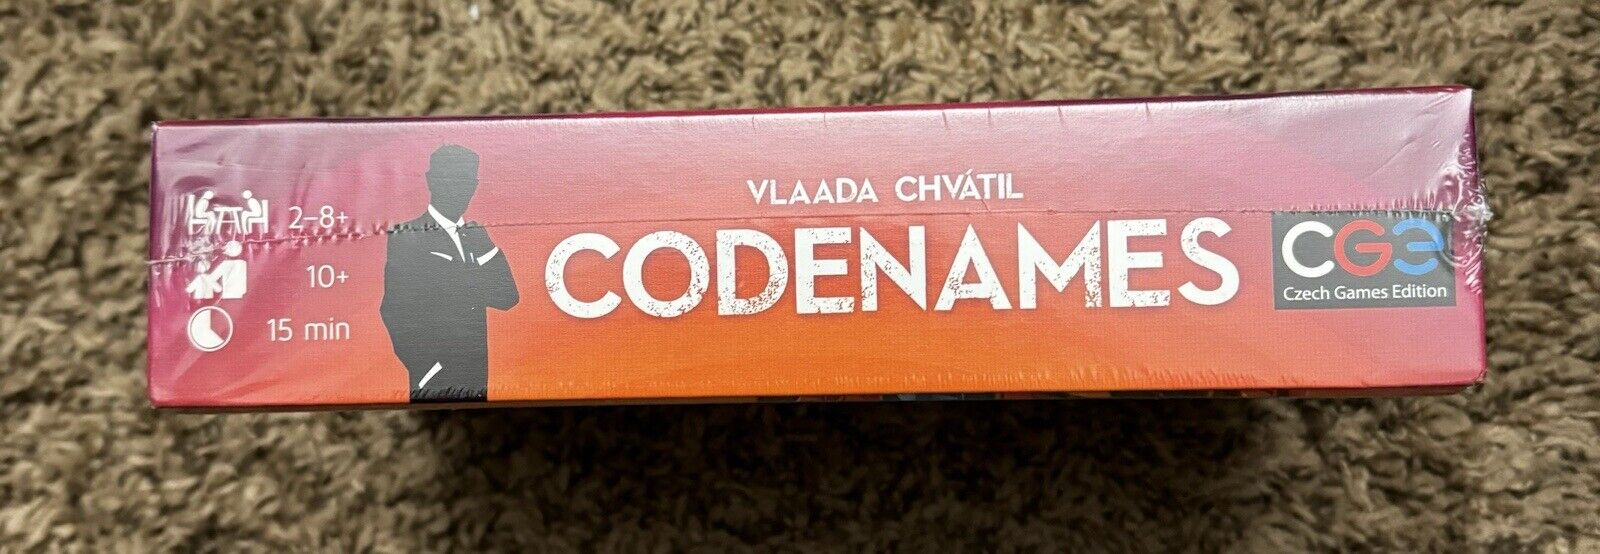 2–8+
10+
15 min
VLAADA CHVÁTIL
CODENAMES
CGE
Czech Games Edition